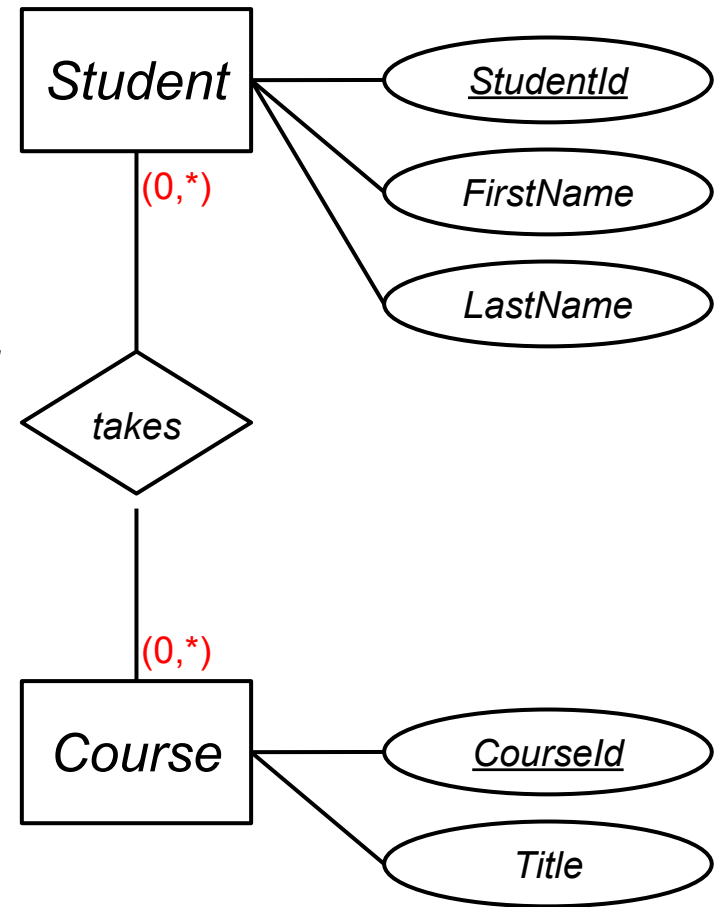 Student
StudentId
(0,*)
FirstName
LastName
takes
(0,*)
Course
CourseId
Title